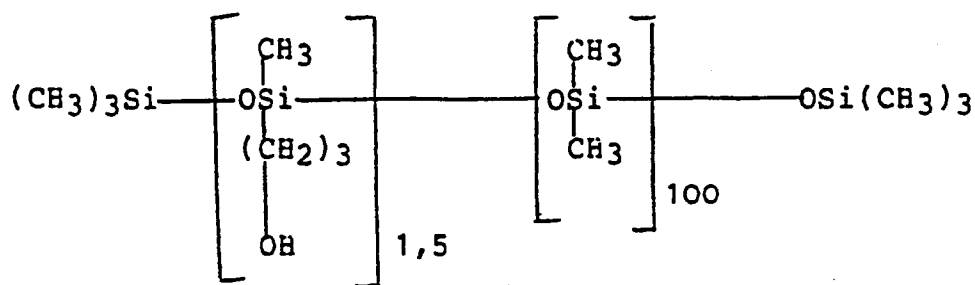 CH3 CH3
(CH3)3Si OSi OSi OSi(CH3)3
(CH2)3 CH3
100
OH 1,5